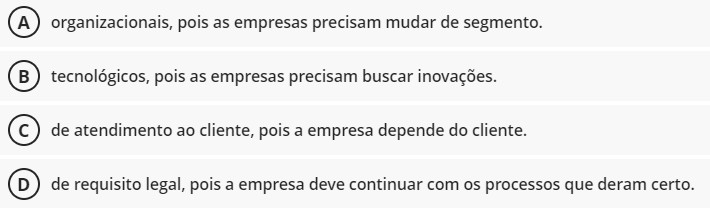 A organizacionais, pois as empresas precisam mudar de segmento.
B tecnológicos, pois as empresas precisam buscar inovações.
C de atendimento ao cliente, pois a empresa depende do cliente.
D de requisito legal, pois a empresa deve continuar com os processos que deram certo.